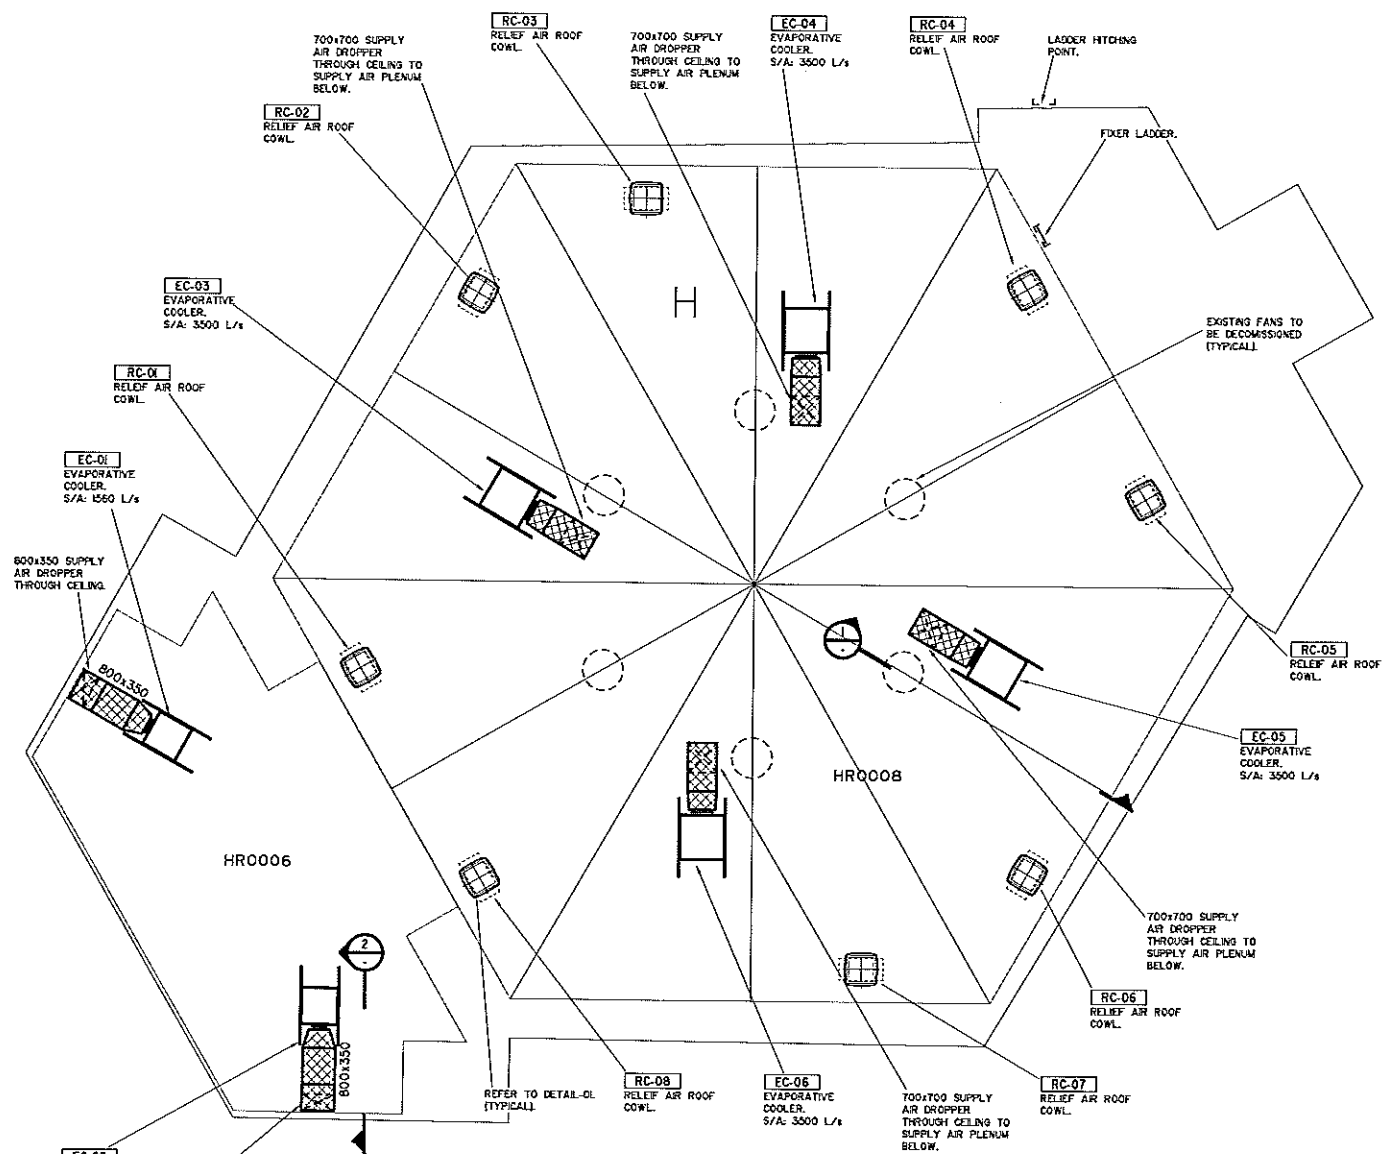 RC-03
RELIEF AIR ROOF
COWL.
EC-04
EVAPORATIVE
COOLER.
S/A: 3500 L/s
RC-04
RELEIF AIR ROOF
COWL.
700x700 SUPPLY
AIR DROPPER
THROUGH CEILING TO
SUPPLY AIR PLENUM
BELOW.
700x700 SUPPLY
AIR DROPPER
THROUGH CEILING TO
SUPPLY AIR PLENUM
BELOW.
LADDER HITCHING
POINT.
RC-02
RELIEF AIR ROOF
COWL.
FIXER LADDER.
EC-03
EVAPORATIVE
COOLER.
S/A: 3500 L/s
H
EXISTING FANS TO
BE DECOMISSIONED
(TYPICAL).
RC-01
RELEIF AIR ROOF
COWL.
EC-01
EVAPORATIVE
COOLER.
S/A: 1560 L/s
800x350 SUPPLY
AIR DROPPER
THROUGH CEILING.
800x350
1
-
RC-05
RELEIF AIR ROOF
COWL.
EC-05
EVAPORATIVE
COOLER.
S/A: 3500 L/s
HR0008
HR0006
700x700 SUPPLY
AIR DROPPER
THROUGH CEILING TO
SUPPLY AIR PLENUM
BELOW.
2
-
RC-06
RELIEF AIR ROOF
COWL.
800x350
REFER TO DETAIL-01
(TYPICAL).
RC-08
RELEIF AIR ROOF
COWL.
EC-06
EVAPORATIVE
COOLER.
S/A: 3500 L/s
700x700 SUPPLY
AIR DROPPER
THROUGH CEILING TO
SUPPLY AIR PLENUM
BELOW.
RC-07
RELIEF AIR ROOF
COWL.